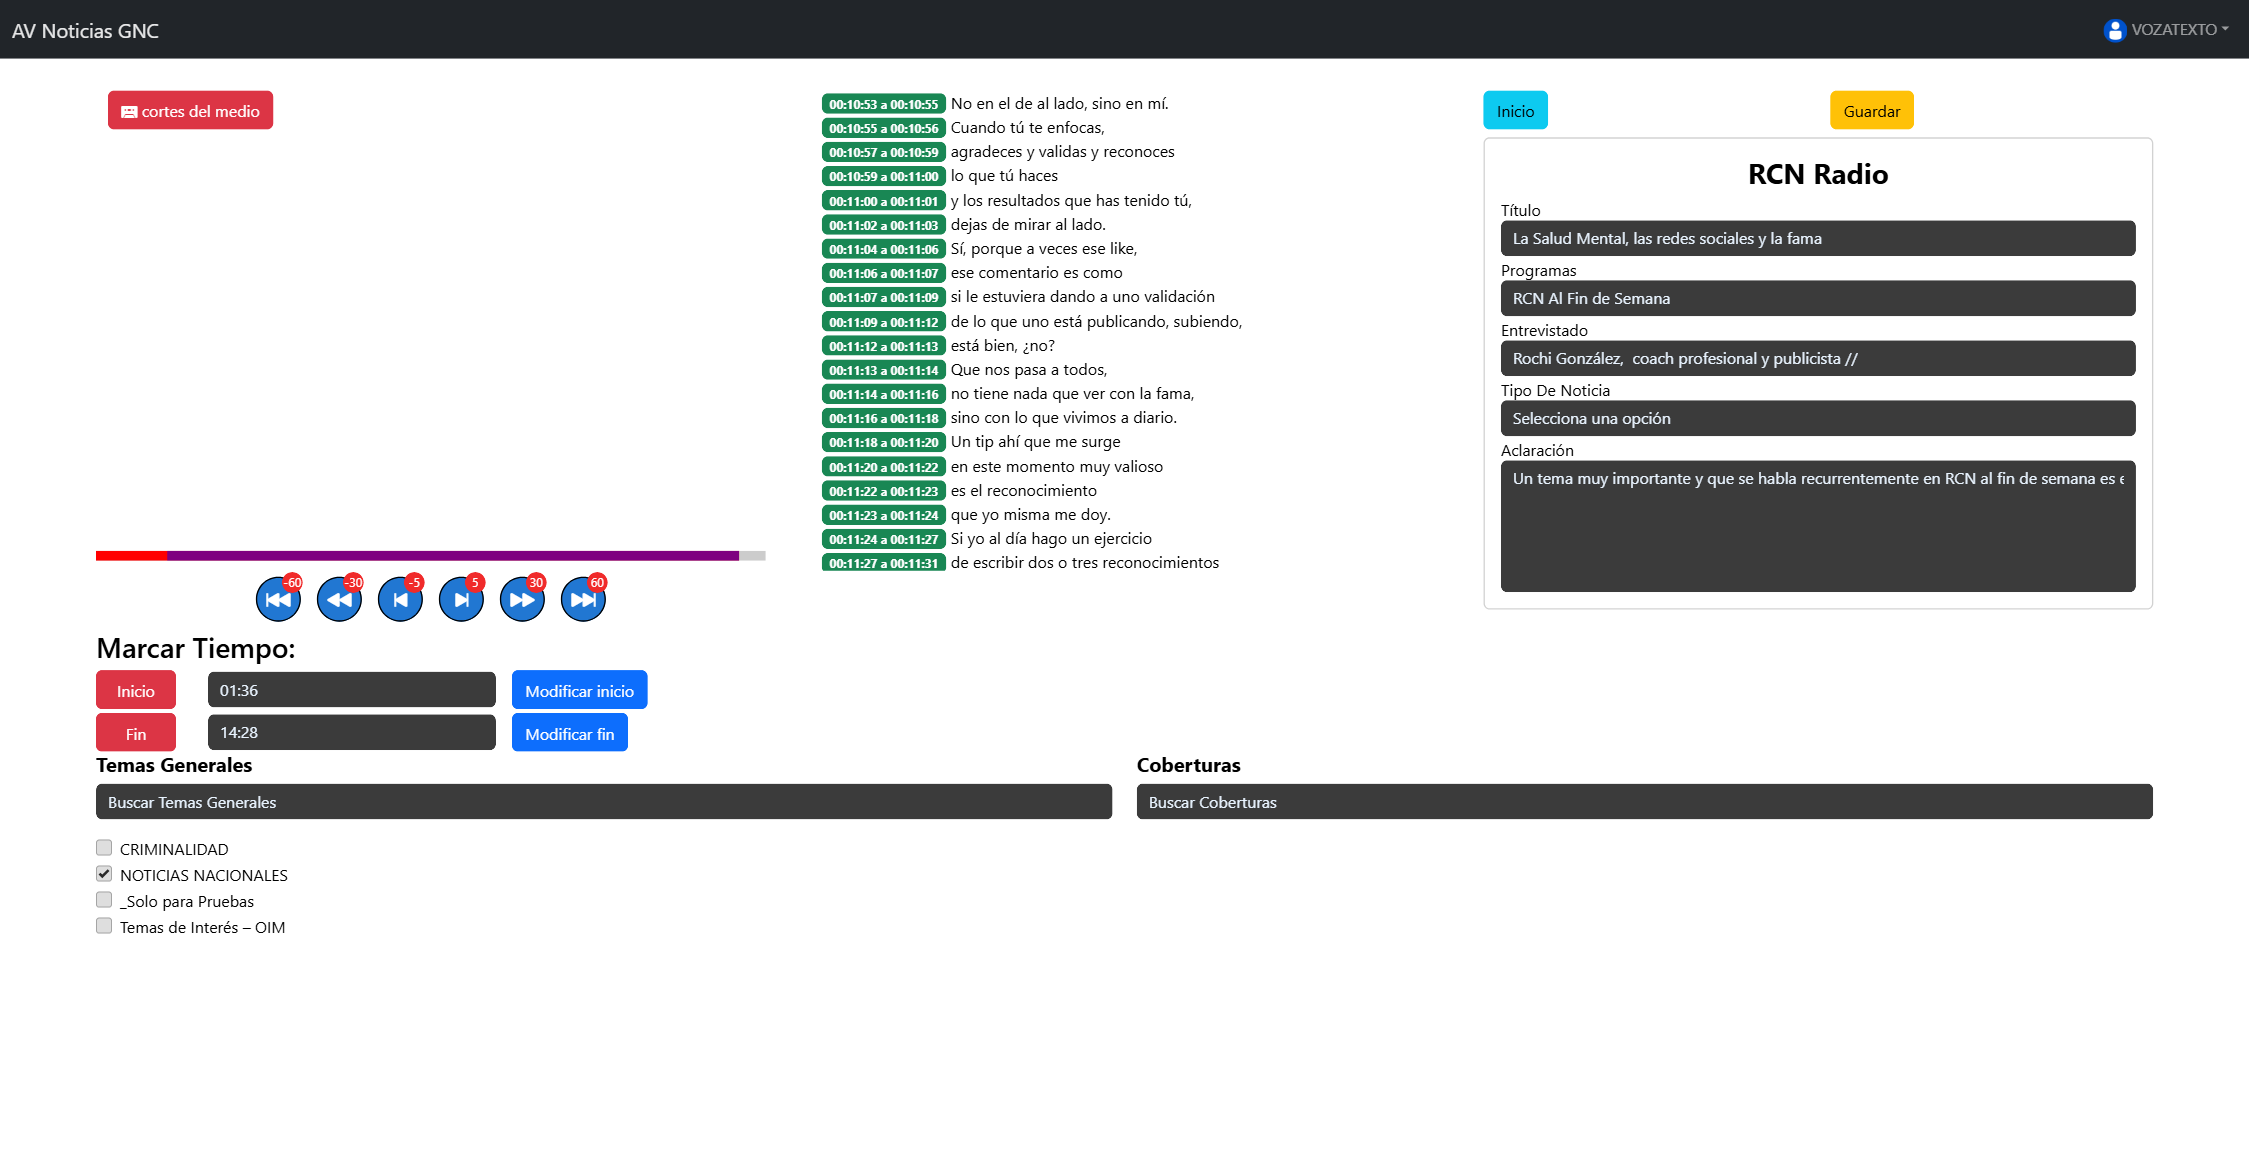 AV Noticias GNC
VOZATEXTO
cortes del medio
-60
-30
-5
5
30
60
Marcar Tiempo:
Inicio 01:36 Modificar inicio
Fin 14:28 Modificar fin
00:10:53 a 00:10:55 No en el de al lado, sino en mí.
00:10:55 a 00:10:56 Cuando tú te enfocas,
00:10:57 a 00:10:59 agradeces y validas y reconoces
00:10:59 a 00:11:00 lo que tú haces
00:11:00 a 00:11:01 y los resultados que has tenido tú,
00:11:02 a 00:11:03 dejas de mirar al lado.
00:11:04 a 00:11:06 Sí, porque a veces ese like,
00:11:06 a 00:11:07 ese comentario es como
00:11:07 a 00:11:09 si le estuviera dando a uno validación
00:11:09 a 00:11:12 de lo que uno está publicando, subiendo,
00:11:12 a 00:11:13 está bien, ¿no?
00:11:13 a 00:11:14 Que nos pasa a todos,
00:11:14 a 00:11:16 no tiene nada que ver con la fama,
00:11:16 a 00:11:18 sino con lo que vivimos a diario.
00:11:18 a 00:11:20 Un tip ahí que me surge
00:11:20 a 00:11:22 en este momento muy valioso
00:11:22 a 00:11:23 es el reconocimiento
00:11:23 a 00:11:24 que yo misma me doy.
00:11:24 a 00:11:27 Si yo al día hago un ejercicio
00:11:27 a 00:11:31 de escribir dos o tres reconocimientos
Inicio
Guardar
RCN Radio
Título
La Salud Mental, las redes sociales y la fama
Programas
RCN Al Fin de Semana
Entrevistado
Rochi González,  coach profesional y publicista //
Tipo De Noticia
Selecciona una opción
Aclaración
Un tema muy importante y que se habla recurrentemente en RCN al fin de semana es
Temas Generales
Buscar Temas Generales
CRIMINALIDAD
NOTICIAS NACIONALES
_Solo para Pruebas
Temas de Interés – OIM
Coberturas
Buscar Coberturas